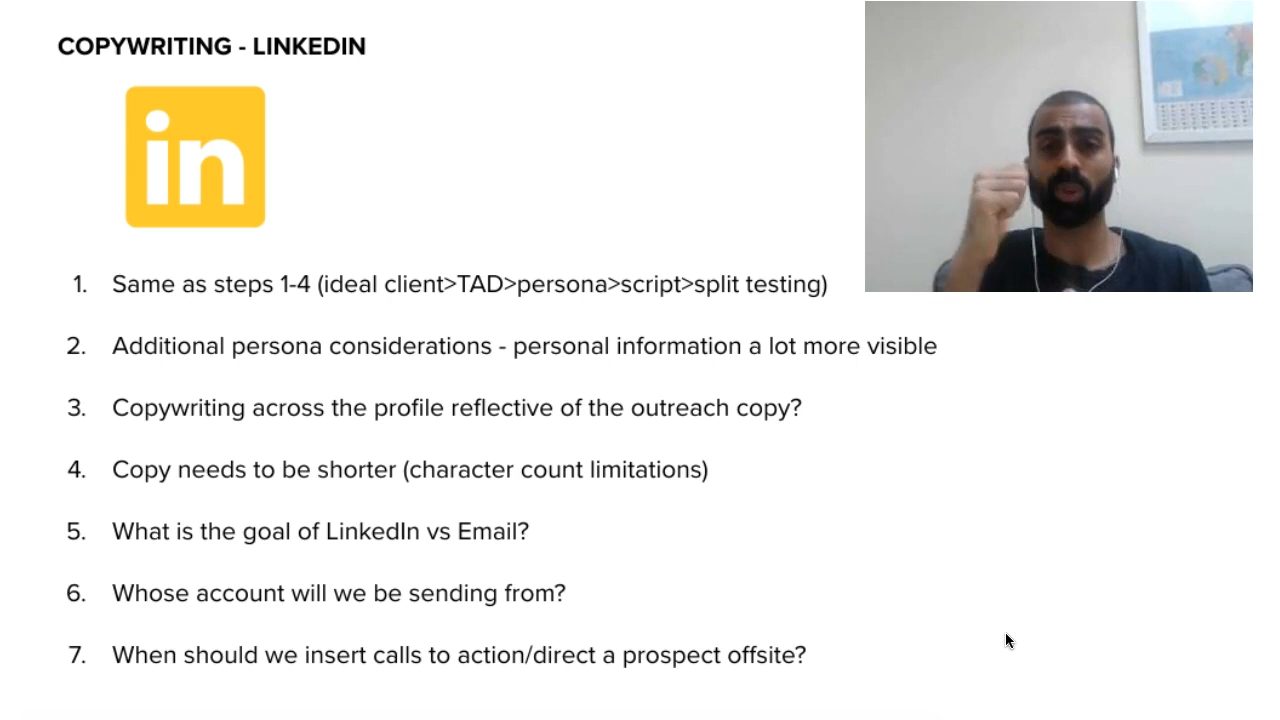 COPYWRITING - LINKEDIN
in
1. Same as steps 1-4 (ideal client>TAD>persona>script>split testing)
2. Additional persona considerations - personal information a lot more visible
3. Copywriting across the profile reflective of the outreach copy?
4. Copy needs to be shorter (character count limitations)
5. What is the goal of LinkedIn vs Email?
6. Whose account will we be sending from?
7. When should we insert calls to action/direct a prospect offsite?